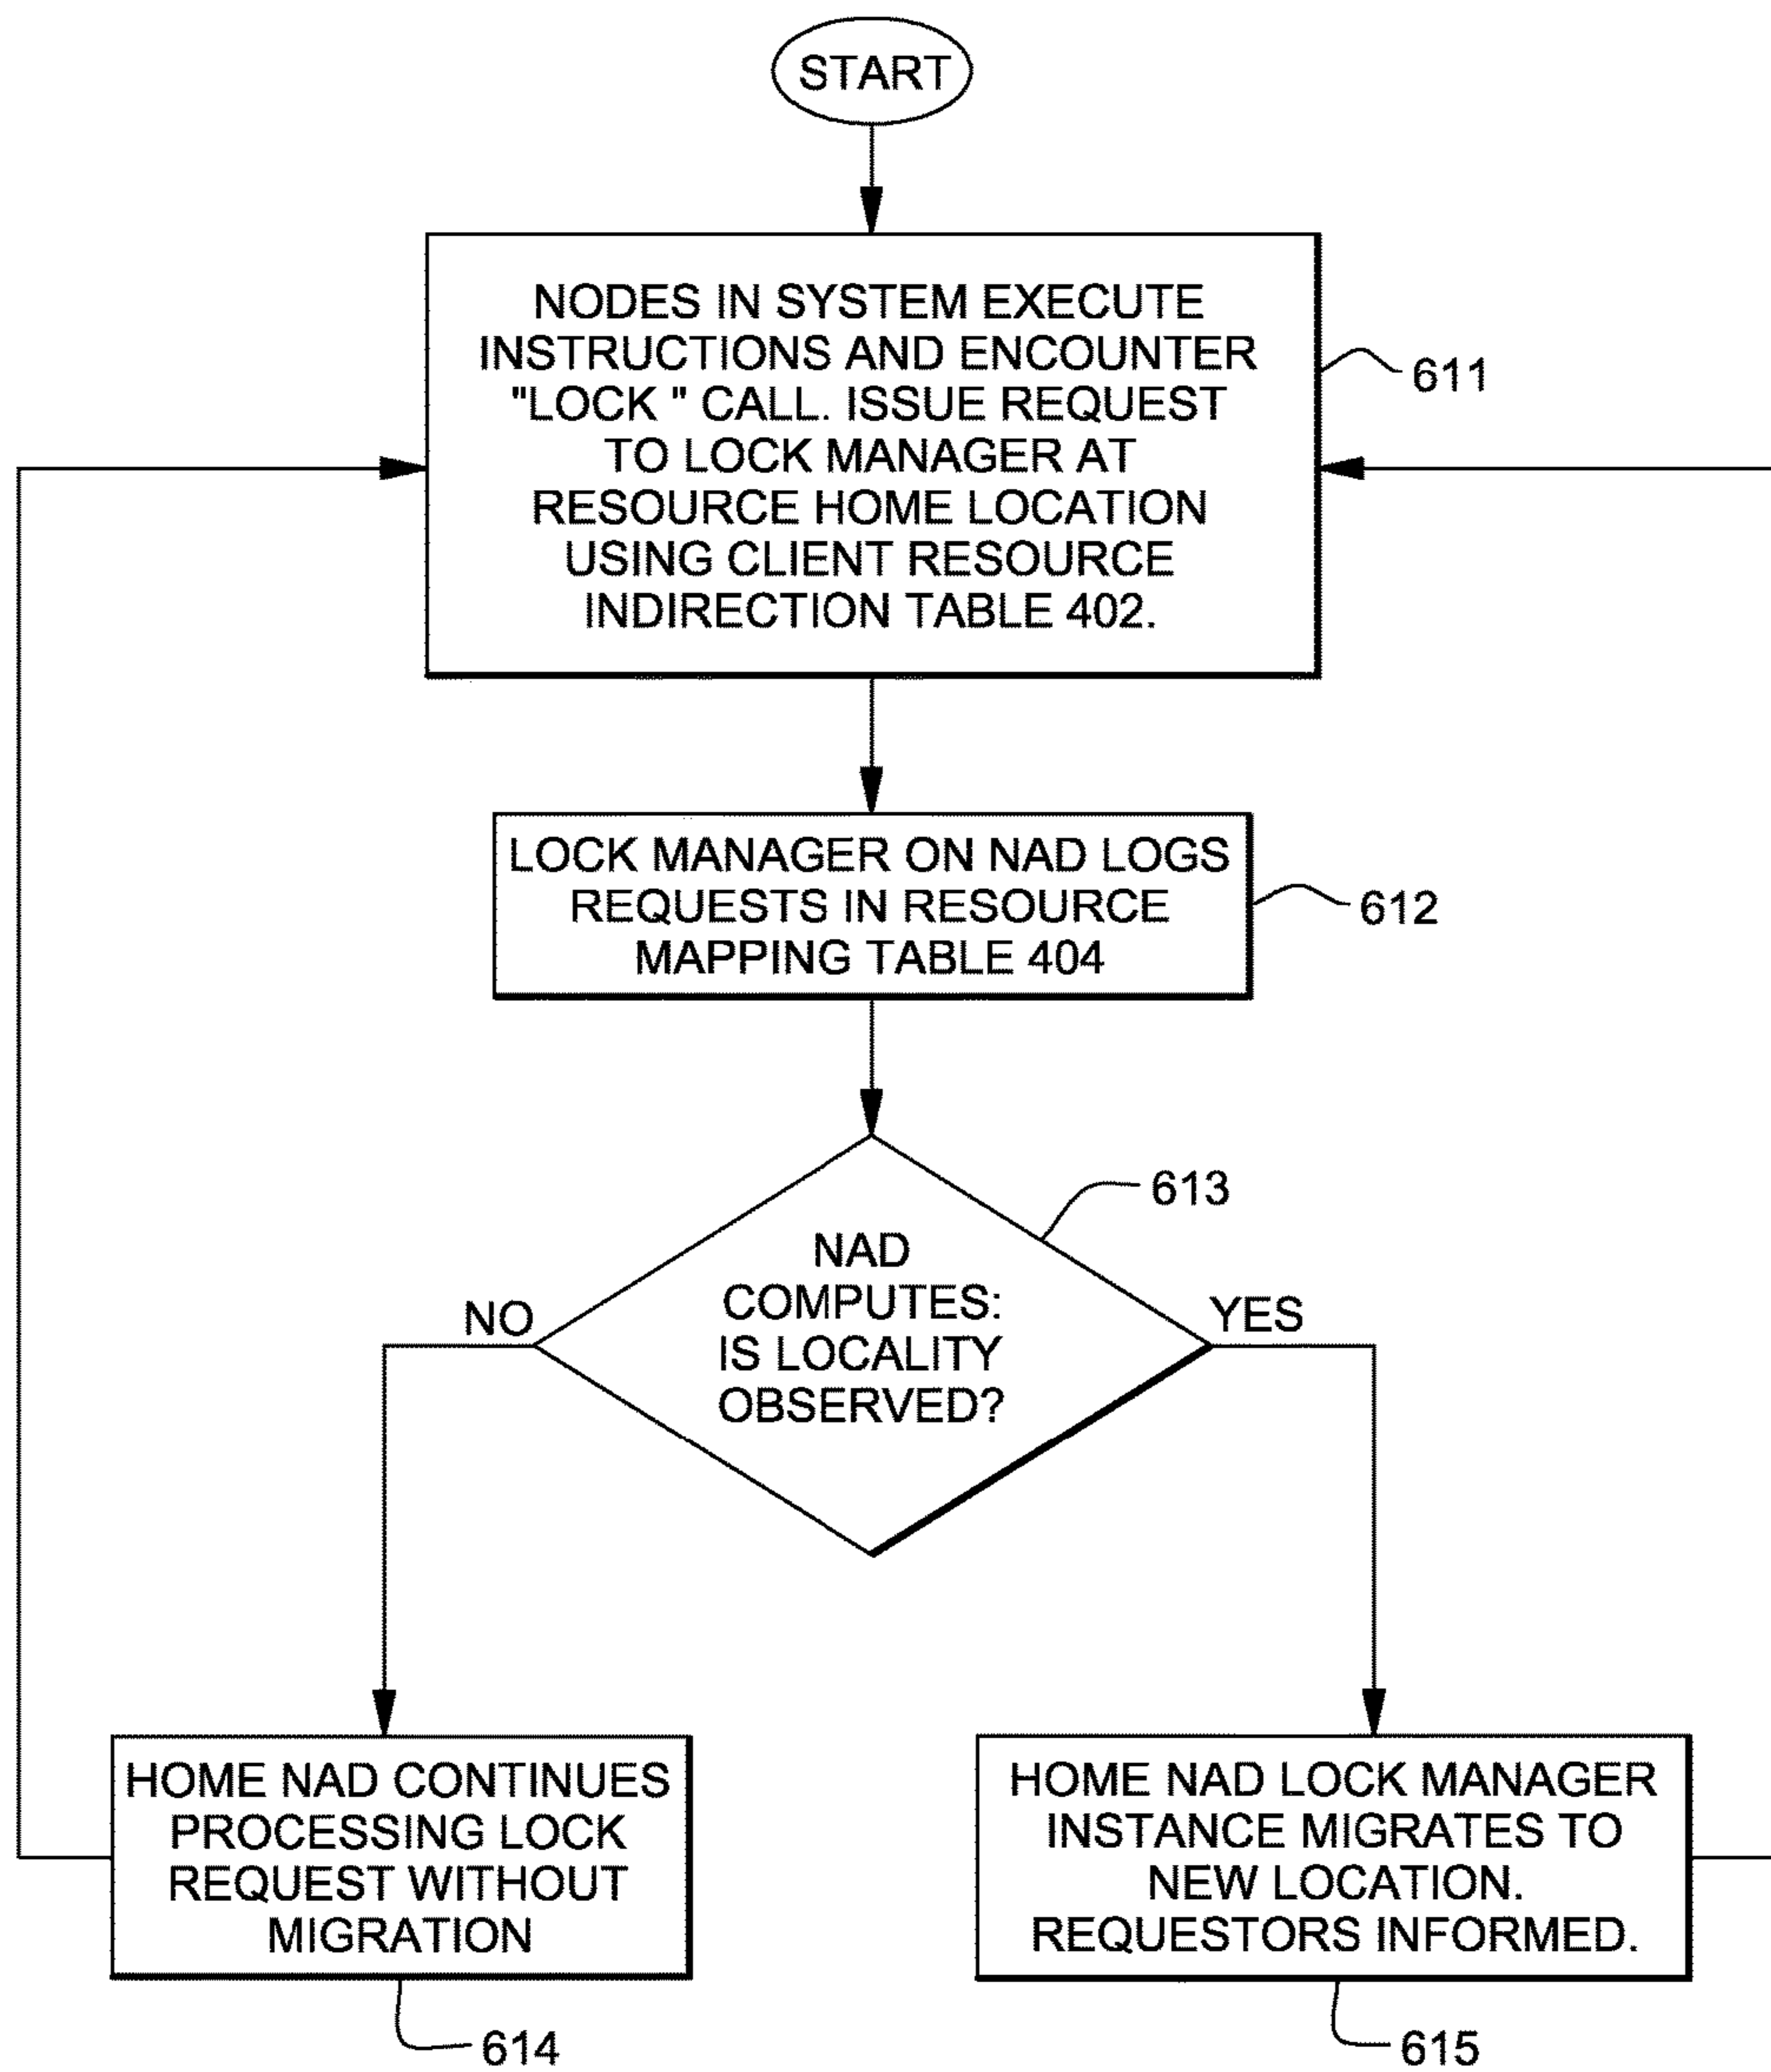 START
NODES IN SYSTEM EXECUTE
INSTRUCTIONS AND ENCOUNTER
"LOCK " CALL. ISSUE REQUEST
TO LOCK MANAGER AT
RESOURCE HOME LOCATION
USING CLIENT RESOURCE
INDIRECTION TABLE 402.
611
LOCK MANAGER ON NAD LOGS
REQUESTS IN RESOURCE
MAPPING TABLE 404
612
613
NAD
COMPUTES:
IS LOCALITY
OBSERVED?
NO
YES
HOME NAD CONTINUES
PROCESSING LOCK
REQUEST WITHOUT
MIGRATION
614
HOME NAD LOCK MANAGER
INSTANCE MIGRATES TO
NEW LOCATION.
REQUESTORS INFORMED.
615